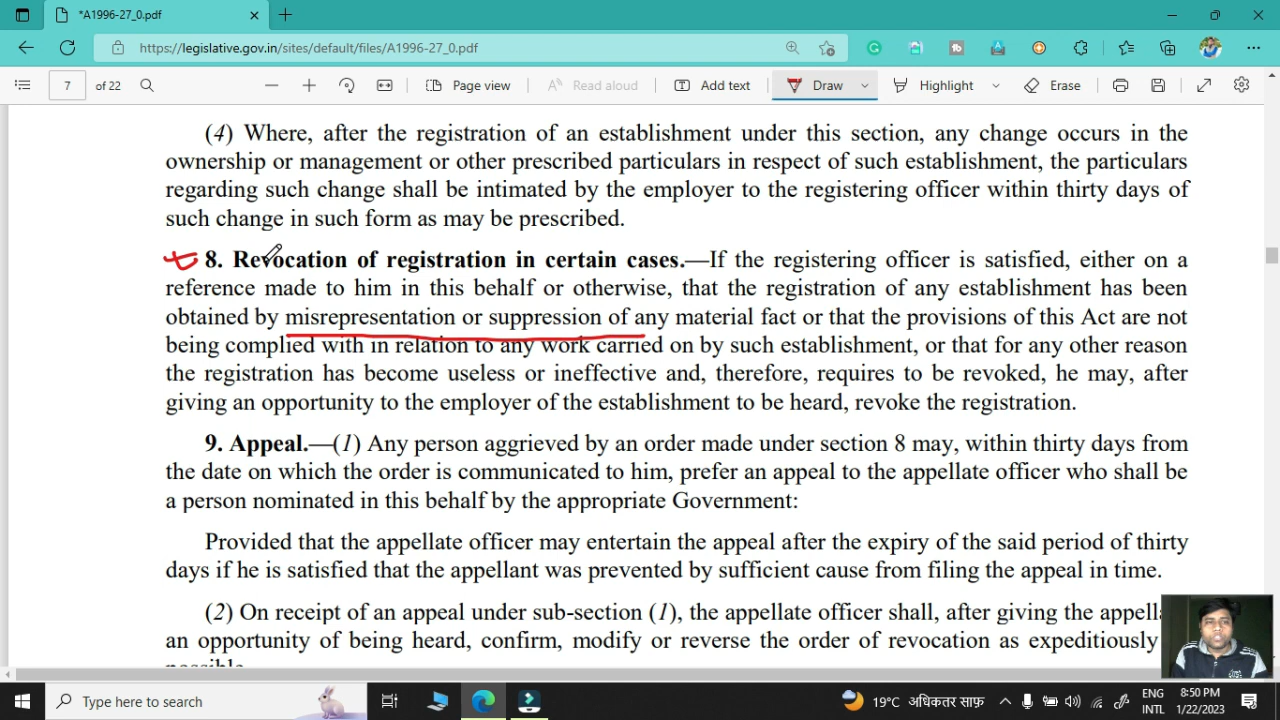 *A1996-27_0.pdf
https://legislative.gov.in/sites/default/files/A1996-27_0.pdf
7 of 22 Page view Read aloud Add text Draw Highlight Erase
(4) Where, after the registration of an establishment under this section, any change occurs in the
ownership or management or other prescribed particulars in respect of such establishment, the particulars
regarding such change shall be intimated by the employer to the registering officer within thirty days of
such change in such form as may be prescribed.
8. Revocation of registration in certain cases.—If the registering officer is satisfied, either on a
reference made to him in this behalf or otherwise, that the registration of any establishment has been
obtained by misrepresentation or suppression of any material fact or that the provisions of this Act are not
being complied with in relation to any work carried on by such establishment, or that for any other reason
the registration has become useless or ineffective and, therefore, requires to be revoked, he may, after
giving an opportunity to the employer of the establishment to be heard, revoke the registration.
9. Appeal.—(1) Any person aggrieved by an order made under section 8 may, within thirty days from
the date on which the order is communicated to him, prefer an appeal to the appellate officer who shall be
a person nominated in this behalf by the appropriate Government:
Provided that the appellate officer may entertain the appeal after the expiry of the said period of thirty
days if he is satisfied that the appellant was prevented by sufficient cause from filing the appeal in time.
(2) On receipt of an appeal under sub-section (1), the appellate officer shall, after giving the
an opportunity of being heard, confirm, modify or reverse the order of revocation as expeditiously
Type here to search 19°C अधिकतर साफ़ ENG 8:50 PM
INTL 1/22/2023